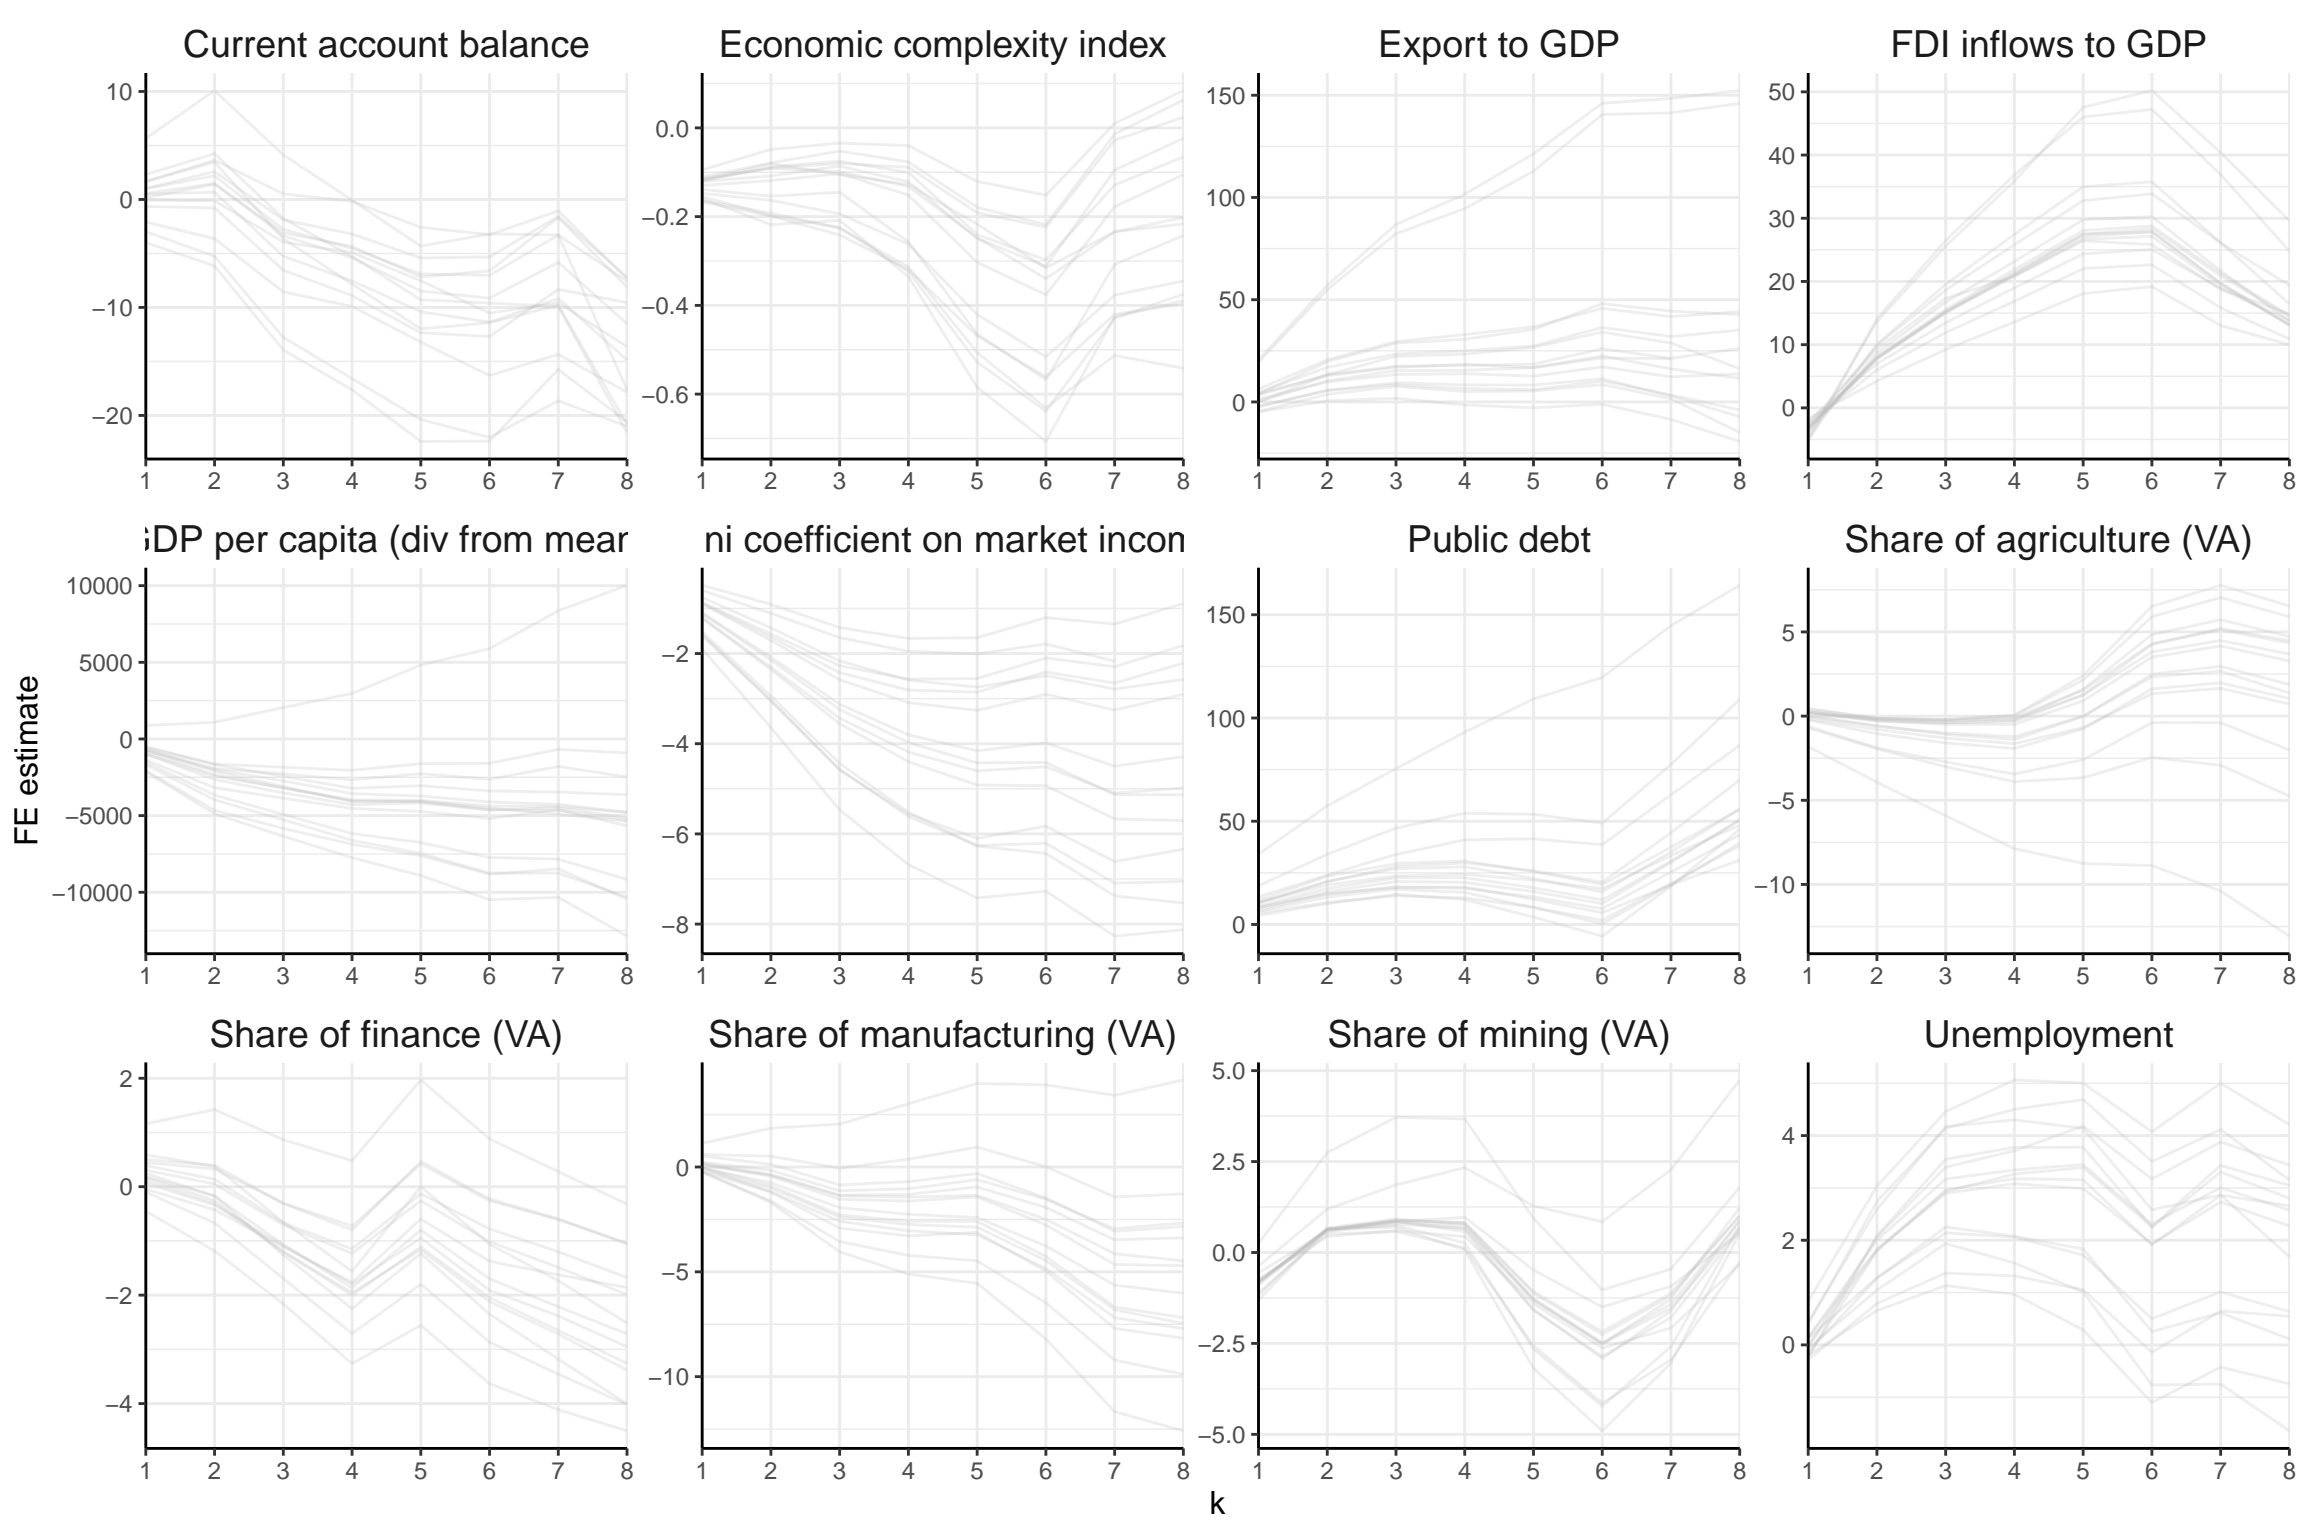 Current account balance
Economic complexity index
Export to GDP
FDI inflows to GDP
10
0
−10
−20
1 2 3 4 5 6 7 8
0.0
−0.2
−0.4
−0.6
1 2 3 4 5 6 7 8
150
100
50
0
1 2 3 4 5 6 7 8
50
40
30
20
10
0
1 2 3 4 5 6 7 8
GDP per capita (div from mean
ni coefficient on market incom
Public debt
Share of agriculture (VA)
10000
5000
0
−5000
−10000
1 2 3 4 5 6 7 8
−2
−4
−6
−8
1 2 3 4 5 6 7 8
150
100
50
0
1 2 3 4 5 6 7 8
5
0
−5
−10
1 2 3 4 5 6 7 8
Share of finance (VA)
Share of manufacturing (VA)
Share of mining (VA)
Unemployment
2
0
−2
−4
1 2 3 4 5 6 7 8
0
−5
−10
1 2 3 4 5 6 7 8
5.0
2.5
0.0
−2.5
−5.0
1 2 3 4 5 6 7 8
4
2
0
1 2 3 4 5 6 7 8
FE estimate
k